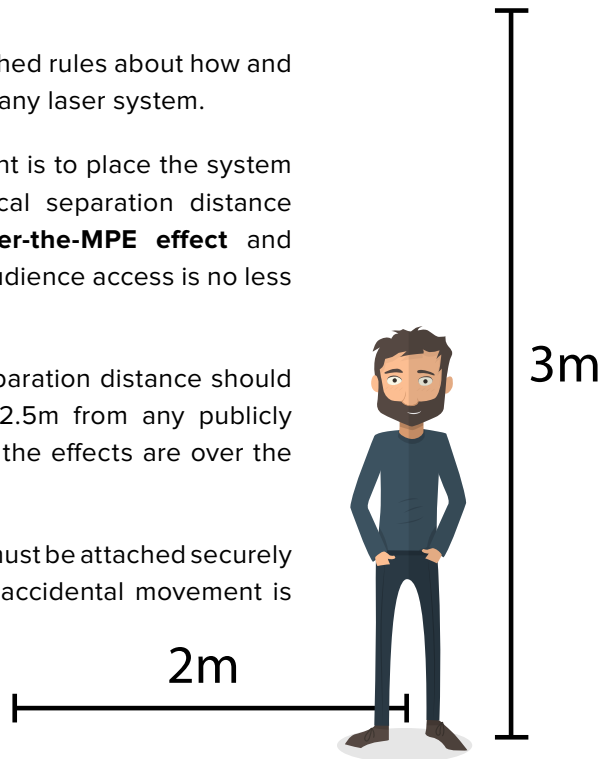 hed rules about how and
any laser system.
nt is to place the system
cal separation distance
er-the-MPE effect and
udience access is no less
paration distance should
2.5m from any publicly
the effects are over the
must be attached securely
accidental movement is
3m
2m